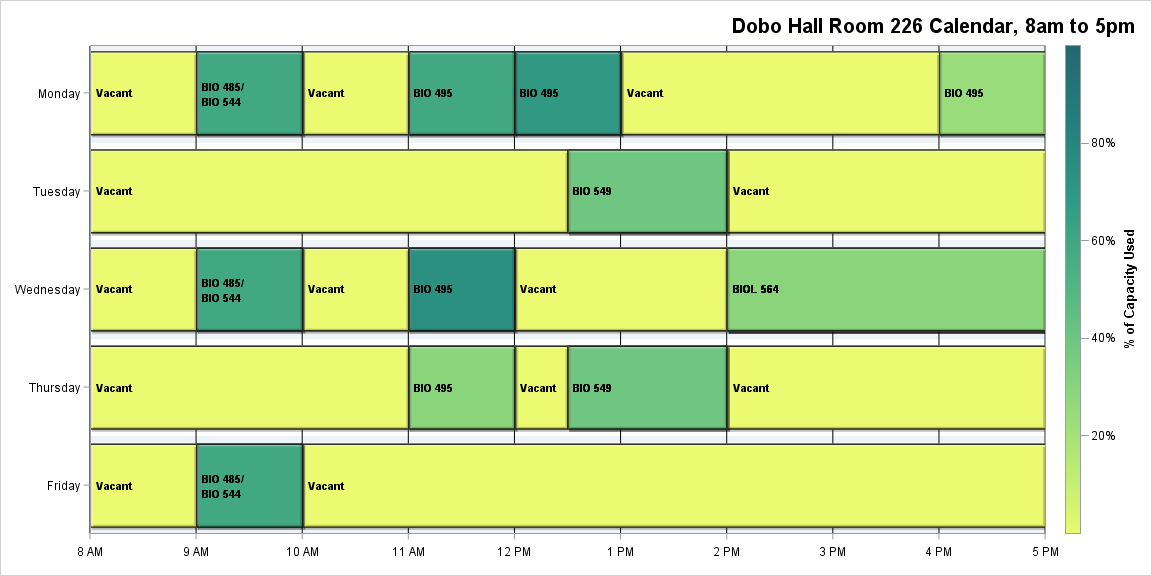 Dobo Hall Room 226 Calendar, 8am to 5pm
Monday
Vacant
BIO 485/
BIO 544
Vacant
BIO 495
BIO 495
Vacant
BIO 495
Tuesday
Vacant
BIO 549
Vacant
Wednesday
Vacant
BIO 485/
BIO 544
Vacant
BIO 495
Vacant
BIOL 564
Thursday
Vacant
BIO 495
Vacant
BIO 549
Vacant
Friday
Vacant
BIO 485/
BIO 544
Vacant
8 AM
9 AM
10 AM
11 AM
12 PM
1 PM
2 PM
3 PM
4 PM
5 PM
80%
60%
40%
20%
% of Capacity Used